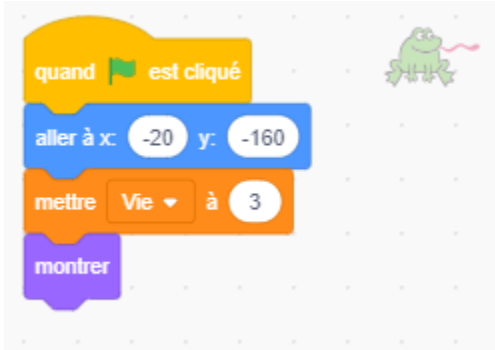 quand est cliqué
aller à x: -20 y: -160
mettre Vie à 3
montrer